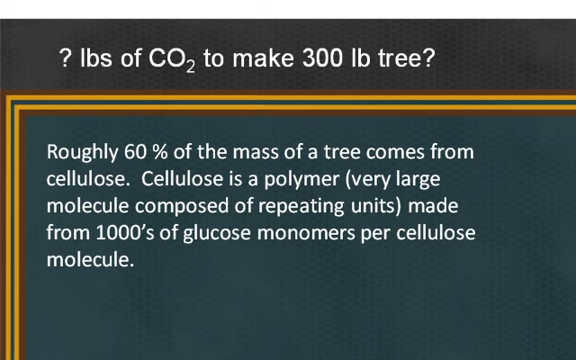 ? lbs of CO₂ to make 300 lb tree?
Roughly 60 % of the mass of a tree comes from
cellulose.  Cellulose is a polymer (very large
molecule composed of repeating units) made
from 1000’s of glucose monomers per cellulose
molecule.